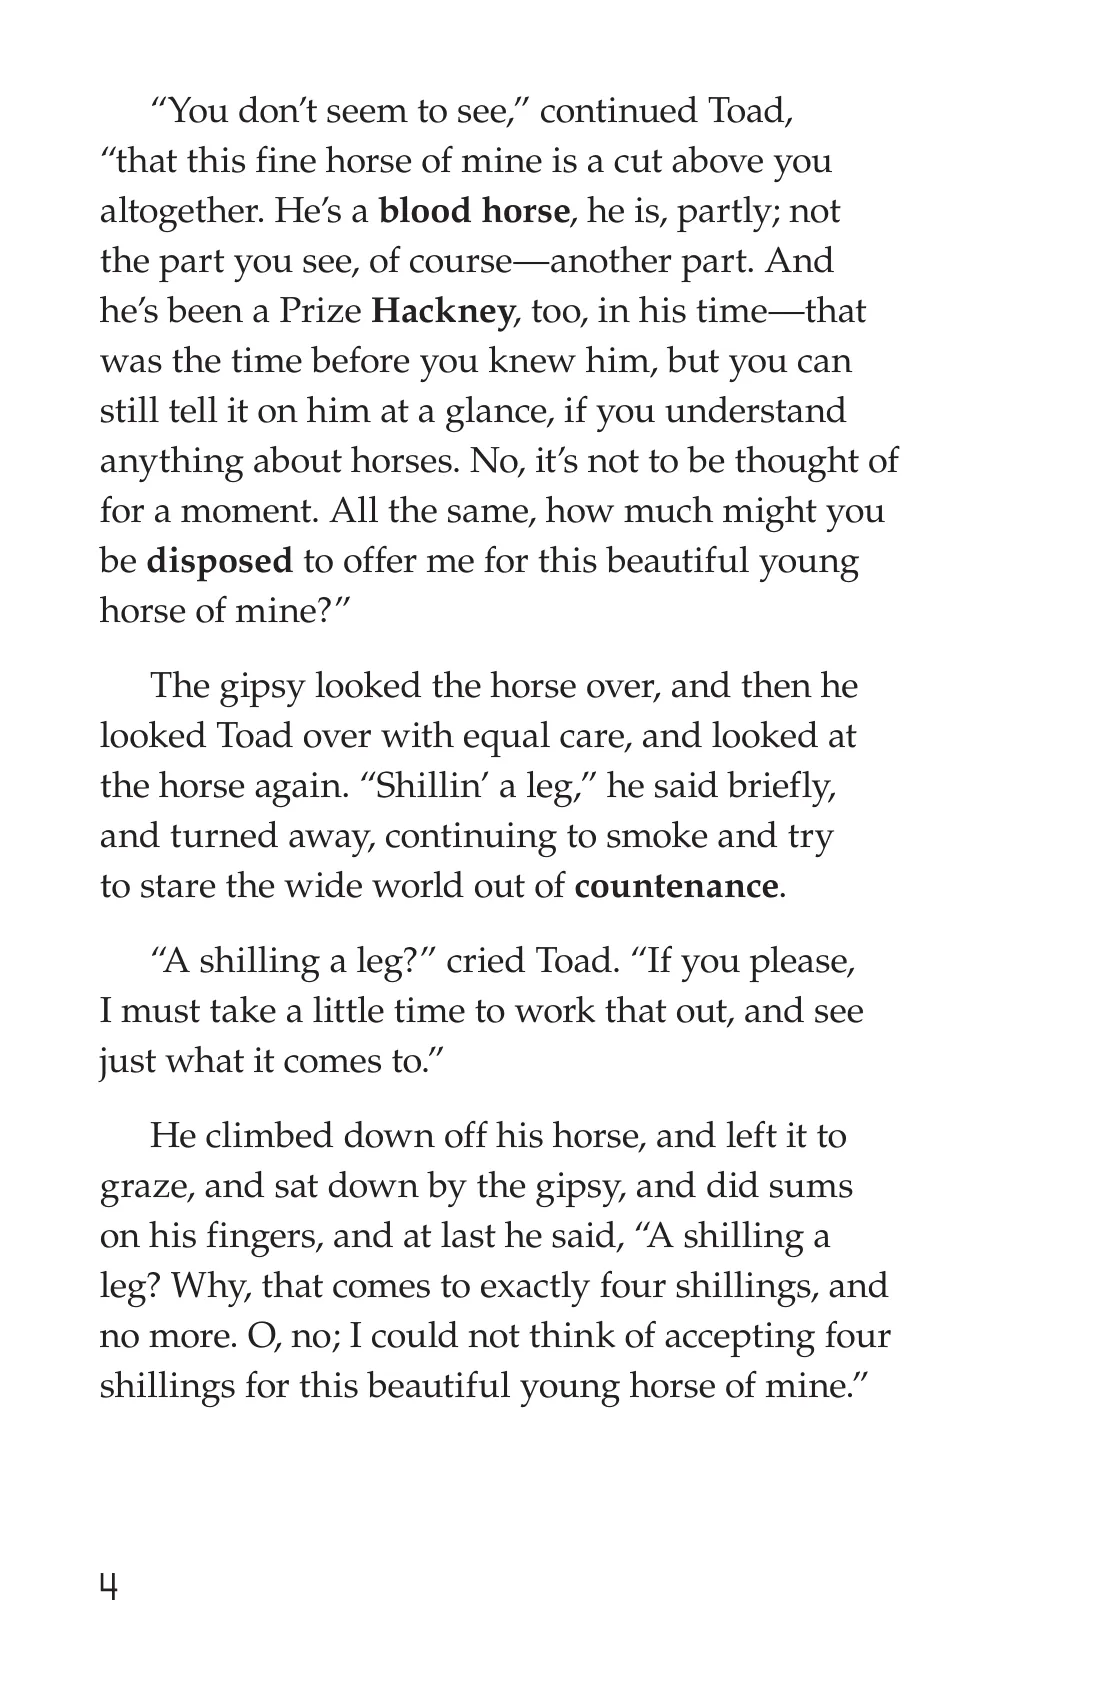 “You don’t seem to see,” continued Toad,
“that this fine horse of mine is a cut above you
altogether. He’s a blood horse, he is, partly; not
the part you see, of course—another part. And
he’s been a Prize Hackney, too, in his time—that
was the time before you knew him, but you can
still tell it on him at a glance, if you understand
anything about horses. No, it’s not to be thought of
for a moment. All the same, how much might you
be disposed to offer me for this beautiful young
horse of mine?”
The gipsy looked the horse over, and then he
looked Toad over with equal care, and looked at
the horse again. “Shillin’ a leg,” he said briefly,
and turned away, continuing to smoke and try
to stare the wide world out of countenance.
“A shilling a leg?” cried Toad. “If you please,
I must take a little time to work that out, and see
just what it comes to.”
He climbed down off his horse, and left it to
graze, and sat down by the gipsy, and did sums
on his fingers, and at last he said, “A shilling a
leg? Why, that comes to exactly four shillings, and
no more. O, no; I could not think of accepting four
shillings for this beautiful young horse of mine.”
4